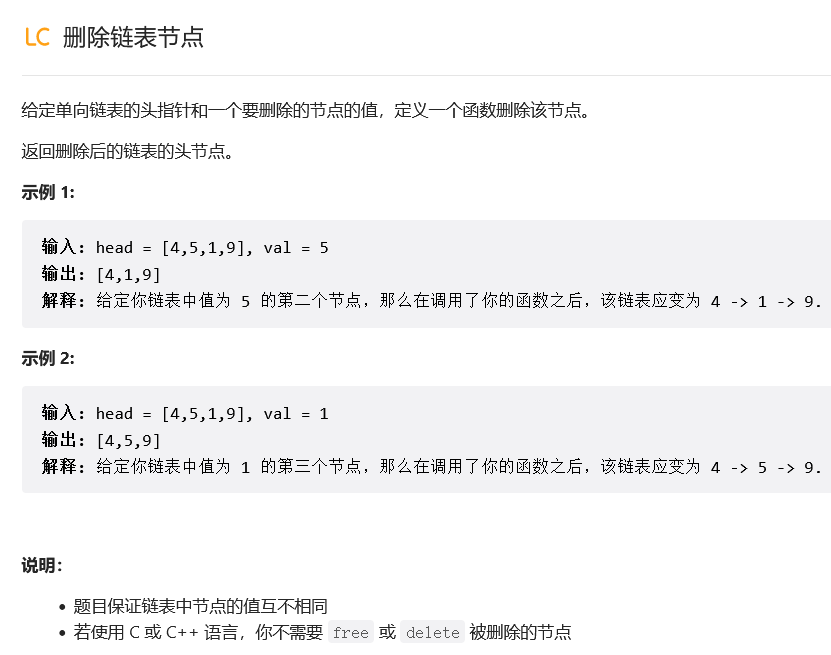 LC 删除链表节点
给定单向链表的头指针和一个要删除的节点的值，定义一个函数删除该节点。
返回删除后的链表的头节点。
示例 1:
输入: head = [4,5,1,9], val = 5
输出: [4,1,9]
解释: 给定你链表中值为 5 的第二个节点，那么在调用了你的函数之后，该链表应变为 4 -> 1 -> 9.
示例 2:
输入: head = [4,5,1,9], val = 1
输出: [4,5,9]
解释: 给定你链表中值为 1 的第三个节点，那么在调用了你的函数之后，该链表应变为 4 -> 5 -> 9.
说明：
• 题目保证链表中节点的值互不相同
• 若使用 C 或 C++ 语言，你不需要 free 或 delete 被删除的节点